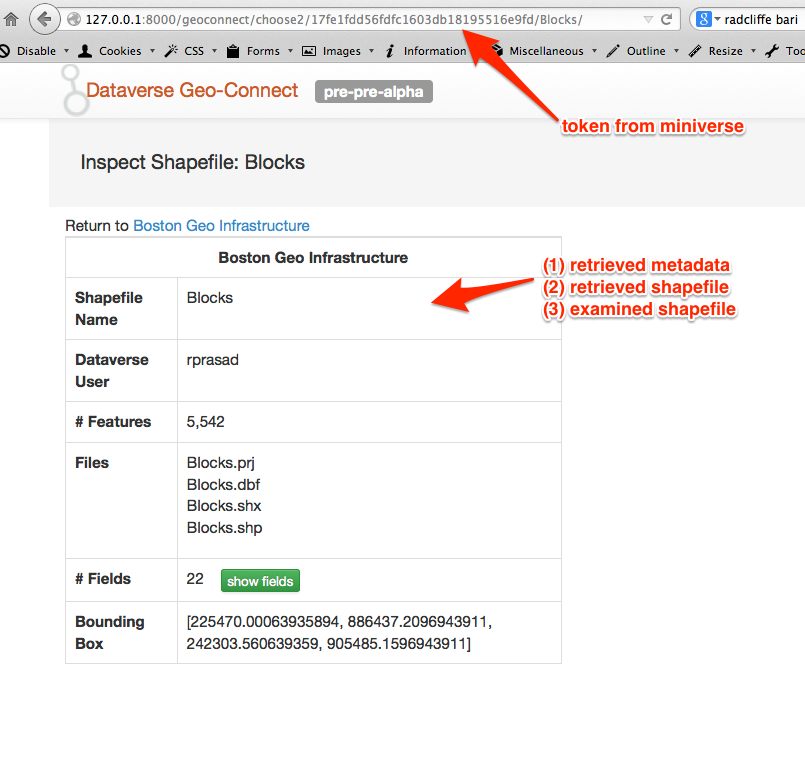 127.0.0.1:8000/geoconnect/choose2/17fe1fdd56fdfc1603db18195516e9fd/Blocks/
radcliffe bari
Disable
Cookies
CSS
Forms
Images
Information
Miscellaneous
Outline
Resize
Too
Dataverse Geo-Connect
pre-pre-alpha
token from miniverse
Inspect Shapefile: Blocks
Return to Boston Geo Infrastructure
Boston Geo Infrastructure
(1) retrieved metadata
(2) retrieved shapefile
(3) examined shapefile
Shapefile
Name
Blocks
Dataverse
User
rprasad
# Features
5,542
Files
Blocks.prj
Blocks.dbf
Blocks.shx
Blocks.shp
# Fields
22
show fields
Bounding
Box
[225470.00063935894, 886437.2096943911,
242303.560639359, 905485.1596943911]